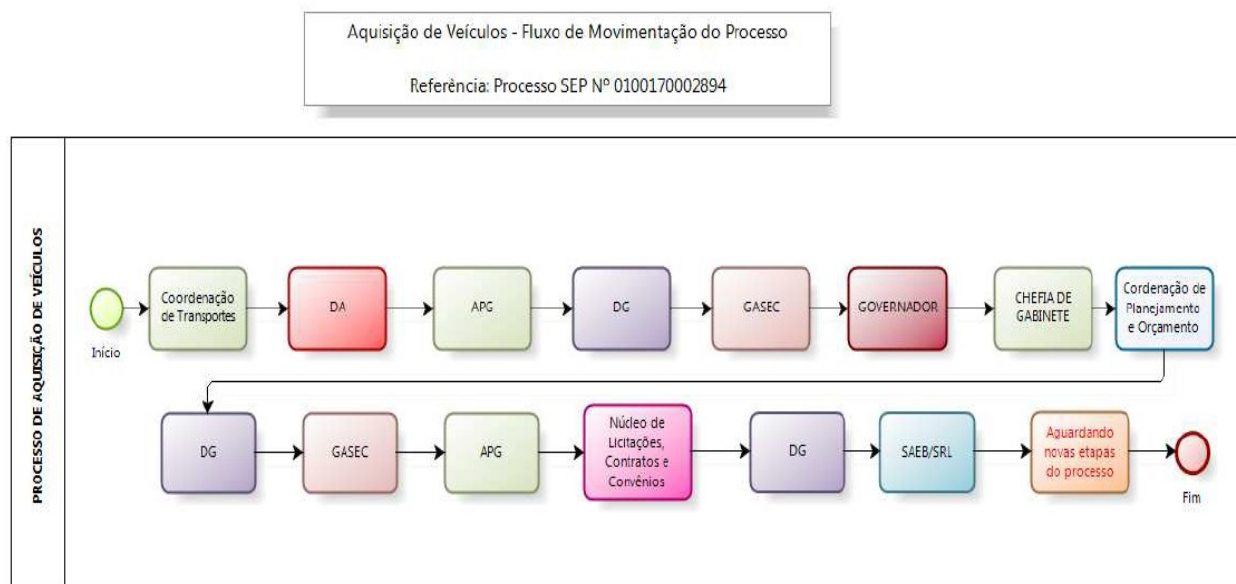 Aquisição de Veículos - Fluxo de Movimentação do Processo
Referência: Processo SEP Nº 0100170002894
PROCESSO DE AQUISIÇÃO DE VEÍCULOS
Início
Coordenação
de Transportes
DA
APG
DG
GASEC
GOVERNADOR
CHEFIA DE
GABINETE
Cordenação de
Planejamento
e Orçamento
DG
GASEC
APG
Núcleo de
Licitações,
Contratos e
Convênios
DG
SAEB/SRL
Aguardando
novas etapas
do processo
Fim